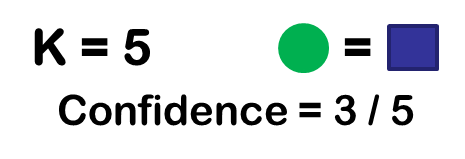 K = 5 =
Confidence = 3 / 5